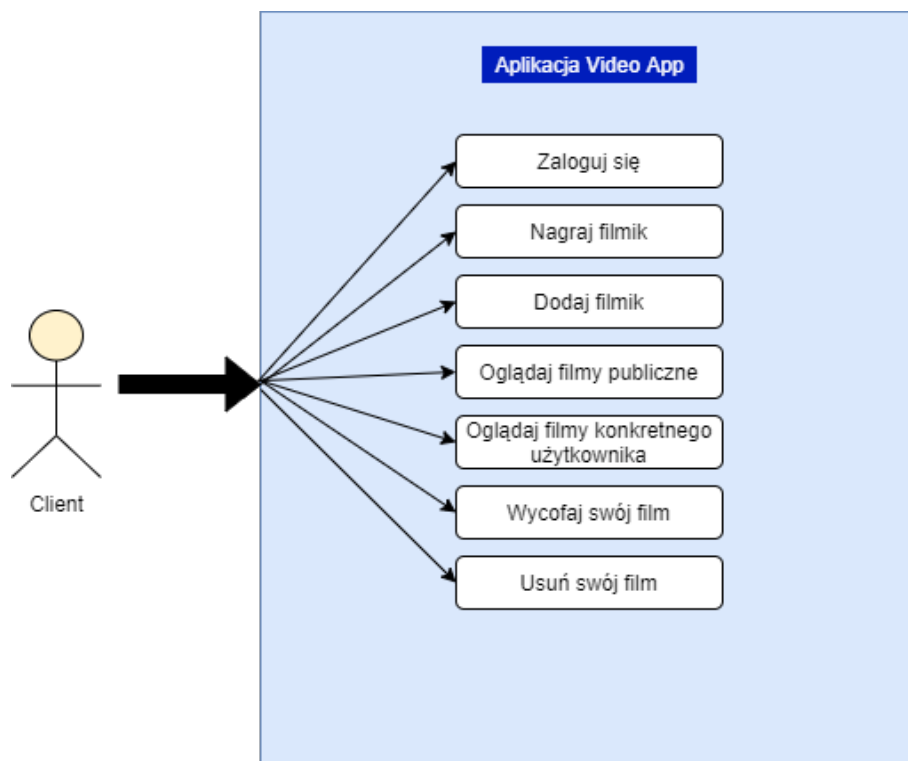 Aplikacja Video App
Zaloguj się
Nagraj filmik
Dodaj filmik
Oglądaj filmy publiczne
Oglądaj filmy konkretnego
użytkownika
Wycofaj swój film
Usuń swój film
Client